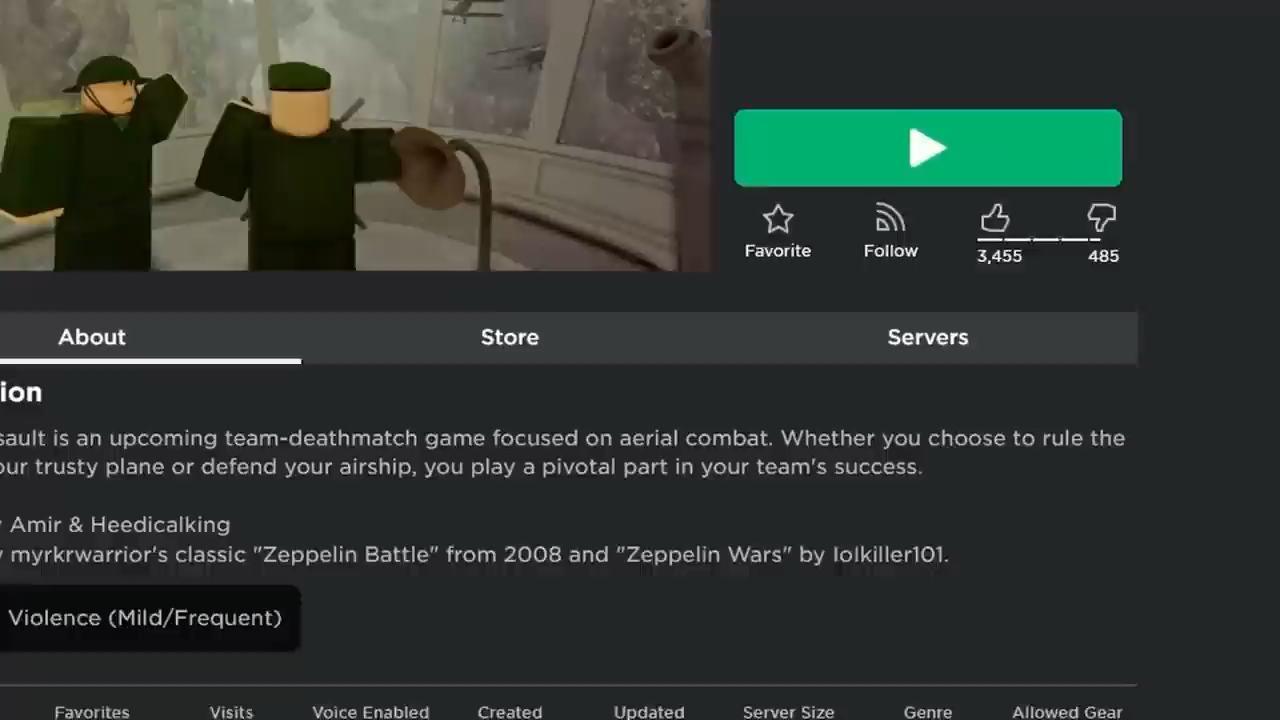 Favorite
Follow
3,455
485
About
Store
Servers
ion
sault is an upcoming team-deathmatch game focused on aerial combat. Whether you choose to rule the
our trusty plane or defend your airship, you play a pivotal part in your team's success.
y Amir & Heedicalking
y myrkrwarrior's classic "Zeppelin Battle" from 2008 and "Zeppelin Wars" by lolkiller101.
Violence (Mild/Frequent)
Favorites
Visits
Voice Enabled
Created
Updated
Server Size
Genre
Allowed Gear